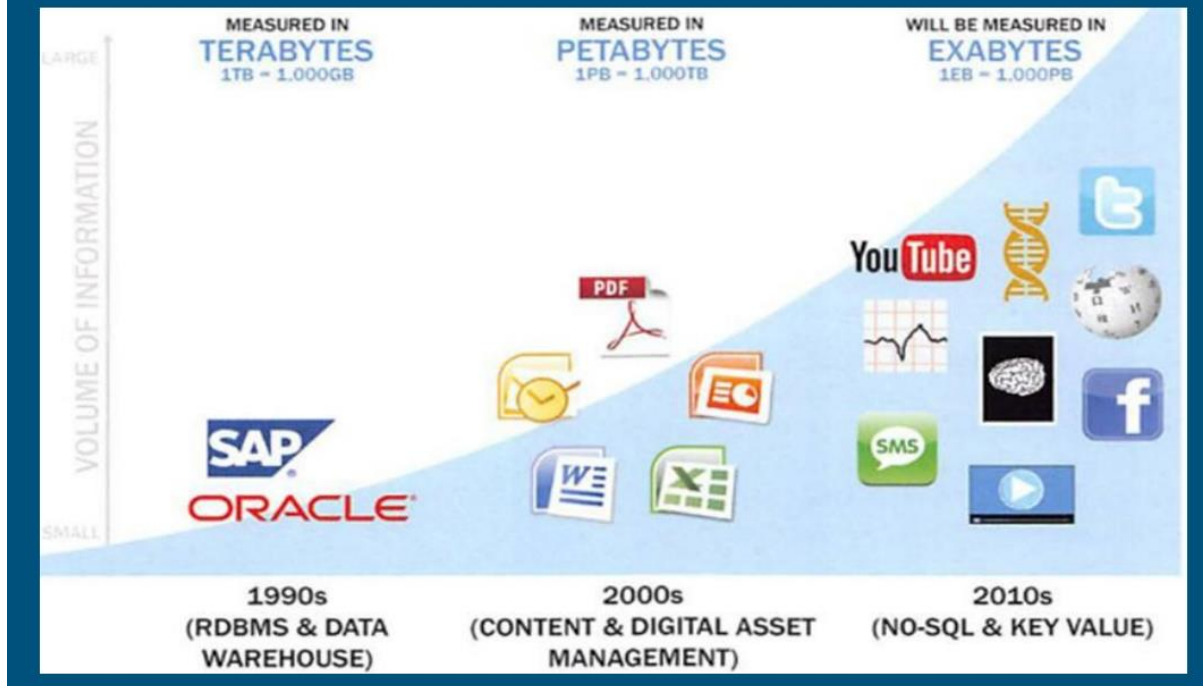 MEASURED IN
TERABYTES
1TB = 1.000GB
MEASURED IN
PETABYTES
1PB = 1.000TB
WILL BE MEASURED IN
EXABYTES
1EB = 1.000PB
LARGE
VOLUME OF INFORMATION
SMALL
SAP
ORACLE
PDF
W
X
You Tube
SMS
t
f
1990s
(RDBMS & DATA
WAREHOUSE)
2000s
(CONTENT & DIGITAL ASSET
MANAGEMENT)
2010s
(NO-SQL & KEY VALUE)